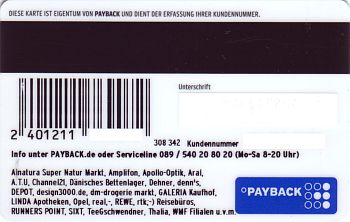 DIESE KARTE IST EIGENTUM VON PAYBACK UND DIENT DER ERFASSUNG IHRER KUNDENNUMMER.
Unterschrift
2 401211
308 342 Kundennummer
Info unter PAYBACK.de oder Serviceline 089 / 540 20 80 20 (Mo-Sa 8-20 Uhr)
Alnatura Super Natur Markt, Amplifon, Apollo-Optik, Aral,
A.T.U, Channel21, Dänisches Bettenlager, Dehner, denn's,
DEPOT, design3000.de, dm-drogerie markt, GALERIA Kaufhof,
LINDA Apotheken, Opel, real,-, REWE, rtk;-) Reisebüros,
RUNNERS POINT, SIXT, TeeGschwendner, Thalia, WMF Filialen u.v.m.
PAYBACK